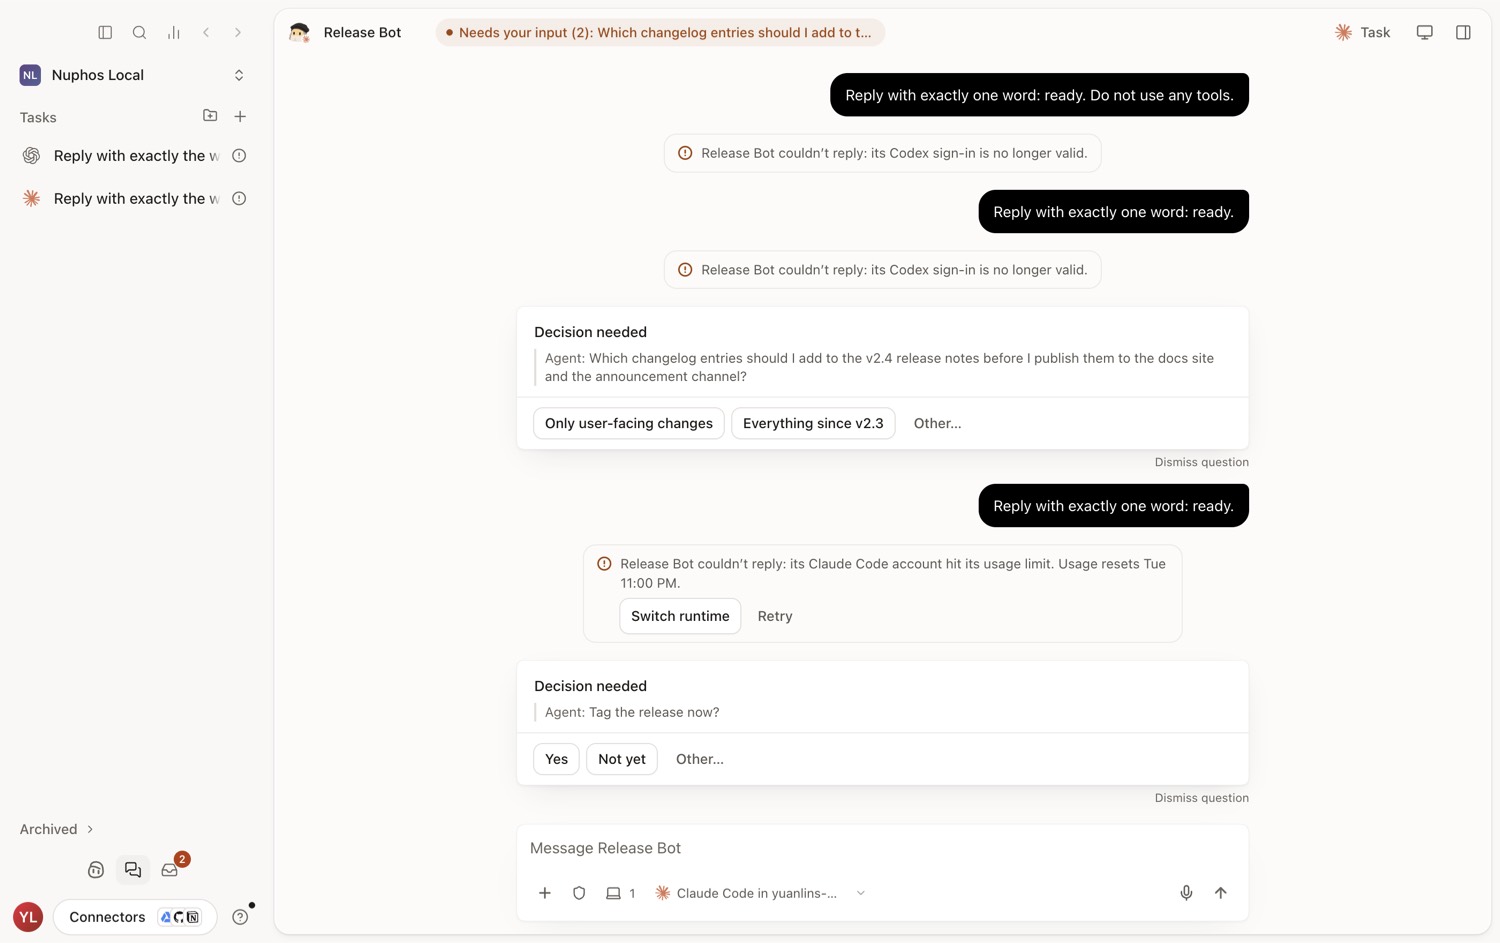 Release Bot
Needs your input (2): Which changelog entries should I add to t...
Task
NL
Nuphos Local
Tasks
Reply with exactly the w
Reply with exactly the w
Reply with exactly one word: ready. Do not use any tools.
Release Bot couldn't reply: its Codex sign-in is no longer valid.
Reply with exactly one word: ready.
Release Bot couldn't reply: its Codex sign-in is no longer valid.
Decision needed
Agent: Which changelog entries should I add to the v2.4 release notes before I publish them to the docs site
and the announcement channel?
Only user-facing changes
Everything since v2.3
Other...
Dismiss question
Reply with exactly one word: ready.
Release Bot couldn't reply: its Claude Code account hit its usage limit. Usage resets Tue
11:00 PM.
Switch runtime
Retry
Decision needed
Agent: Tag the release now?
Yes
Not yet
Other...
Dismiss question
Message Release Bot
1
Claude Code in yuanlins-...
Archived
2
YL
Connectors